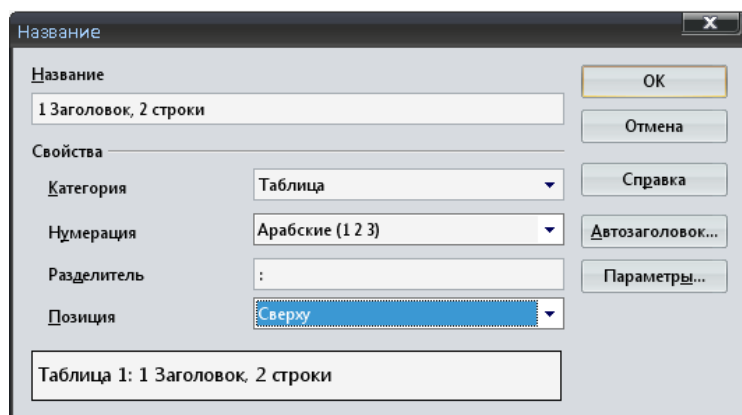 Название
Название
1 Заголовок, 2 строки
Свойства
Категория
Таблица
Нумерация
Арабские (1 2 3)
Разделитель
:
Позиция
Сверху
Таблица 1: 1 Заголовок, 2 строки
OK
Отмена
Справка
Автозаголовок...
Параметры...